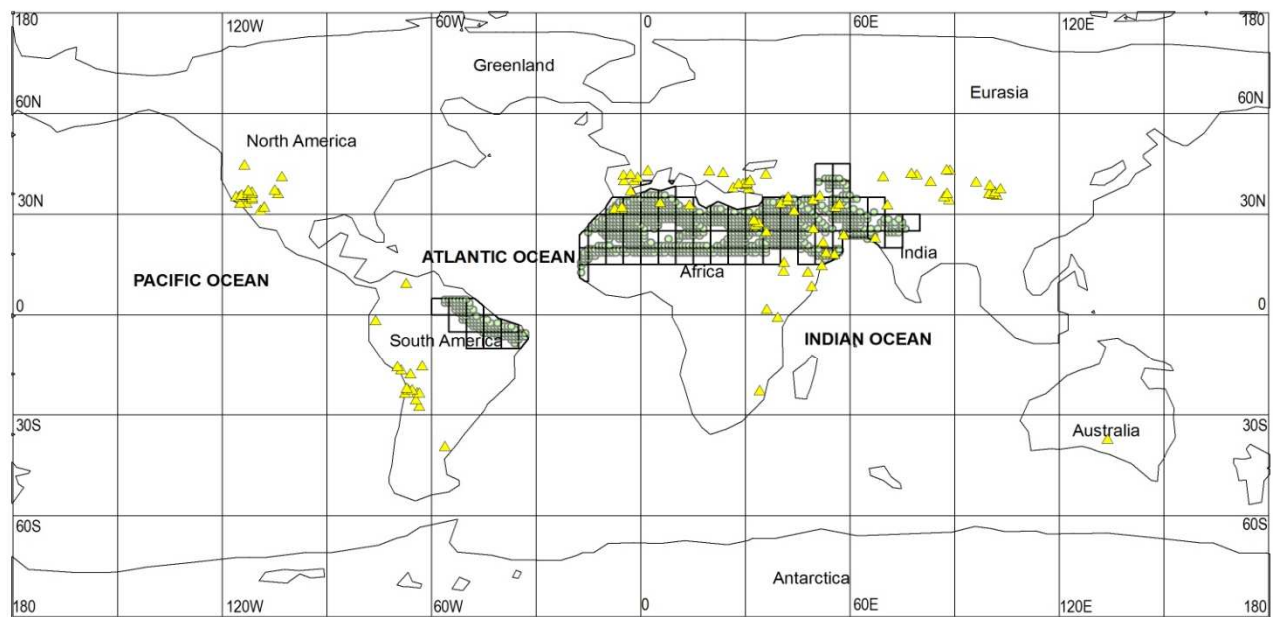 180 120W 60W 0 60E 120E 180
Greenland
Eurasia
60N 60N
North America
30N 30N
ATLANTIC OCEAN India
Africa
PACIFIC OCEAN
0 0
South America INDIAN OCEAN
30S 30S
Australia
60S 60S
Antarctica
180 120W 60W 0 60E 120E 180